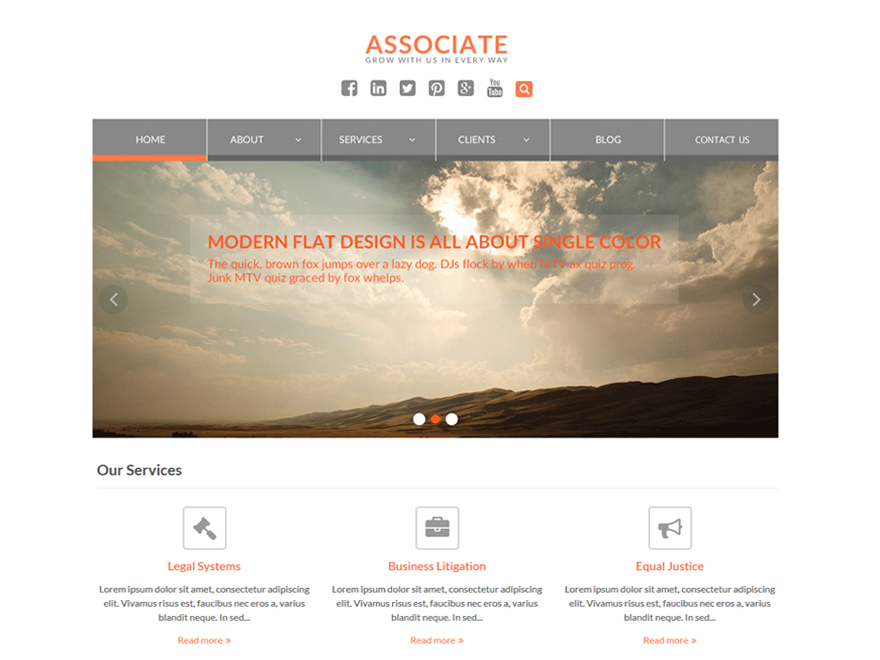 ASSOCIATE
GROW WITH US IN EVERY WAY
You Tube
HOME ABOUT SERVICES CLIENTS BLOG CONTACT US
MODERN FLAT DESIGN IS ALL ABOUT SINGLE COLOR
The quick, brown fox jumps over a lazy dog. DJs flock by when MTV ax quiz prog.
Junk MTV quiz graced by fox whelps.
Our Services
Legal Systems
Lorem ipsum dolor sit amet, consectetur adipiscing
elit. Vivamus risus est, faucibus nec eros a, varius
blandit neque. In sed...
Read more »
Business Litigation
Lorem ipsum dolor sit amet, consectetur adipiscing
elit. Vivamus risus est, faucibus nec eros a, varius
blandit neque. In sed...
Read more »
Equal Justice
Lorem ipsum dolor sit amet, consectetur adipiscing
elit. Vivamus risus est, faucibus nec eros a, varius
blandit neque. In sed...
Read more »